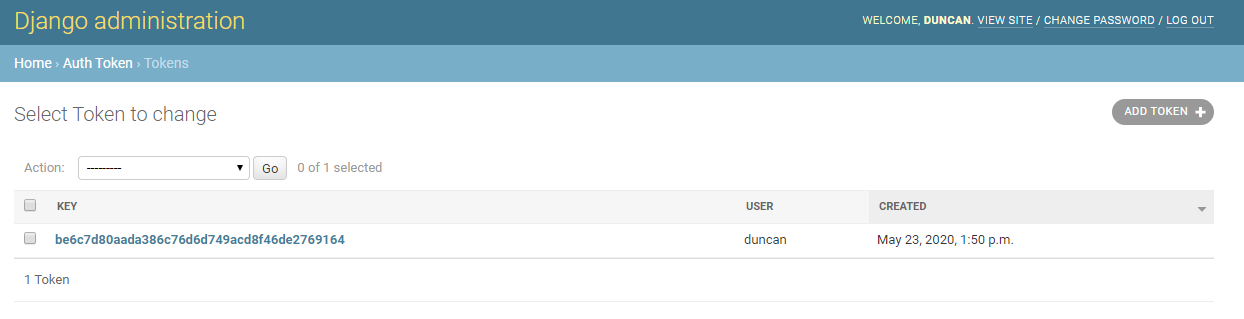 Django administration
WELCOME, DUNCAN. VIEW SITE / CHANGE PASSWORD / LOG OUT
Home › Auth Token › Tokens
Select Token to change
ADD TOKEN +
Action: --------- Go 0 of 1 selected
KEY USER CREATED
be6c7d80aada386c76d6d749acd8f46de2769164 duncan May 23, 2020, 1:50 p.m.
1 Token